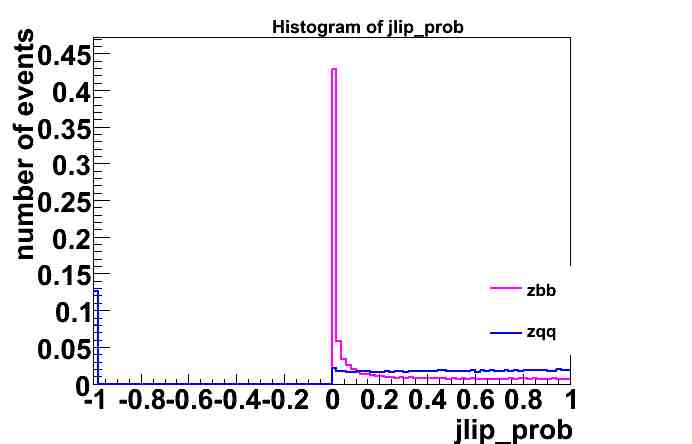 Histogram of jlip_prob
number of events
0.45
0.4
0.35
0.3
0.25
0.2
0.15
0.1
0.05
0
-1 -0.8 -0.6 -0.4 -0.2 0 0.2 0.4 0.6 0.8 1
jlip_prob
zbb
zqq